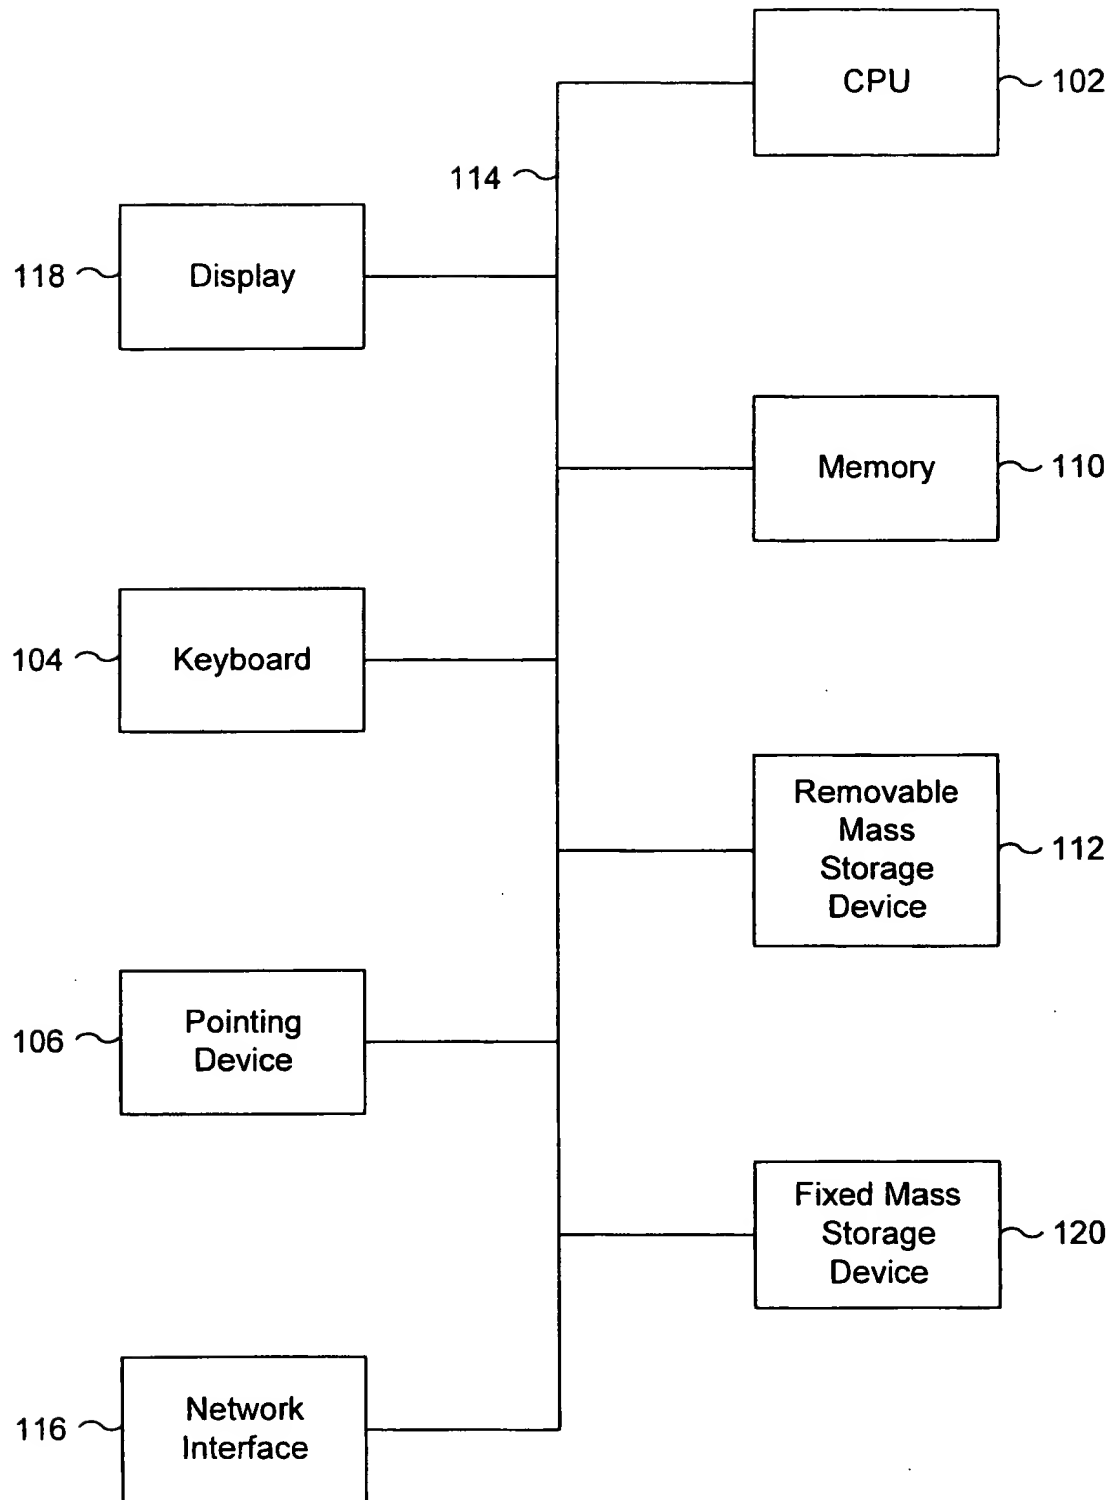 CPU
102
114
118
Display
Memory
110
104
Keyboard
Removable
Mass
Storage
Device
112
106
Pointing
Device
Fixed Mass
Storage
Device
120
116
Network
Interface